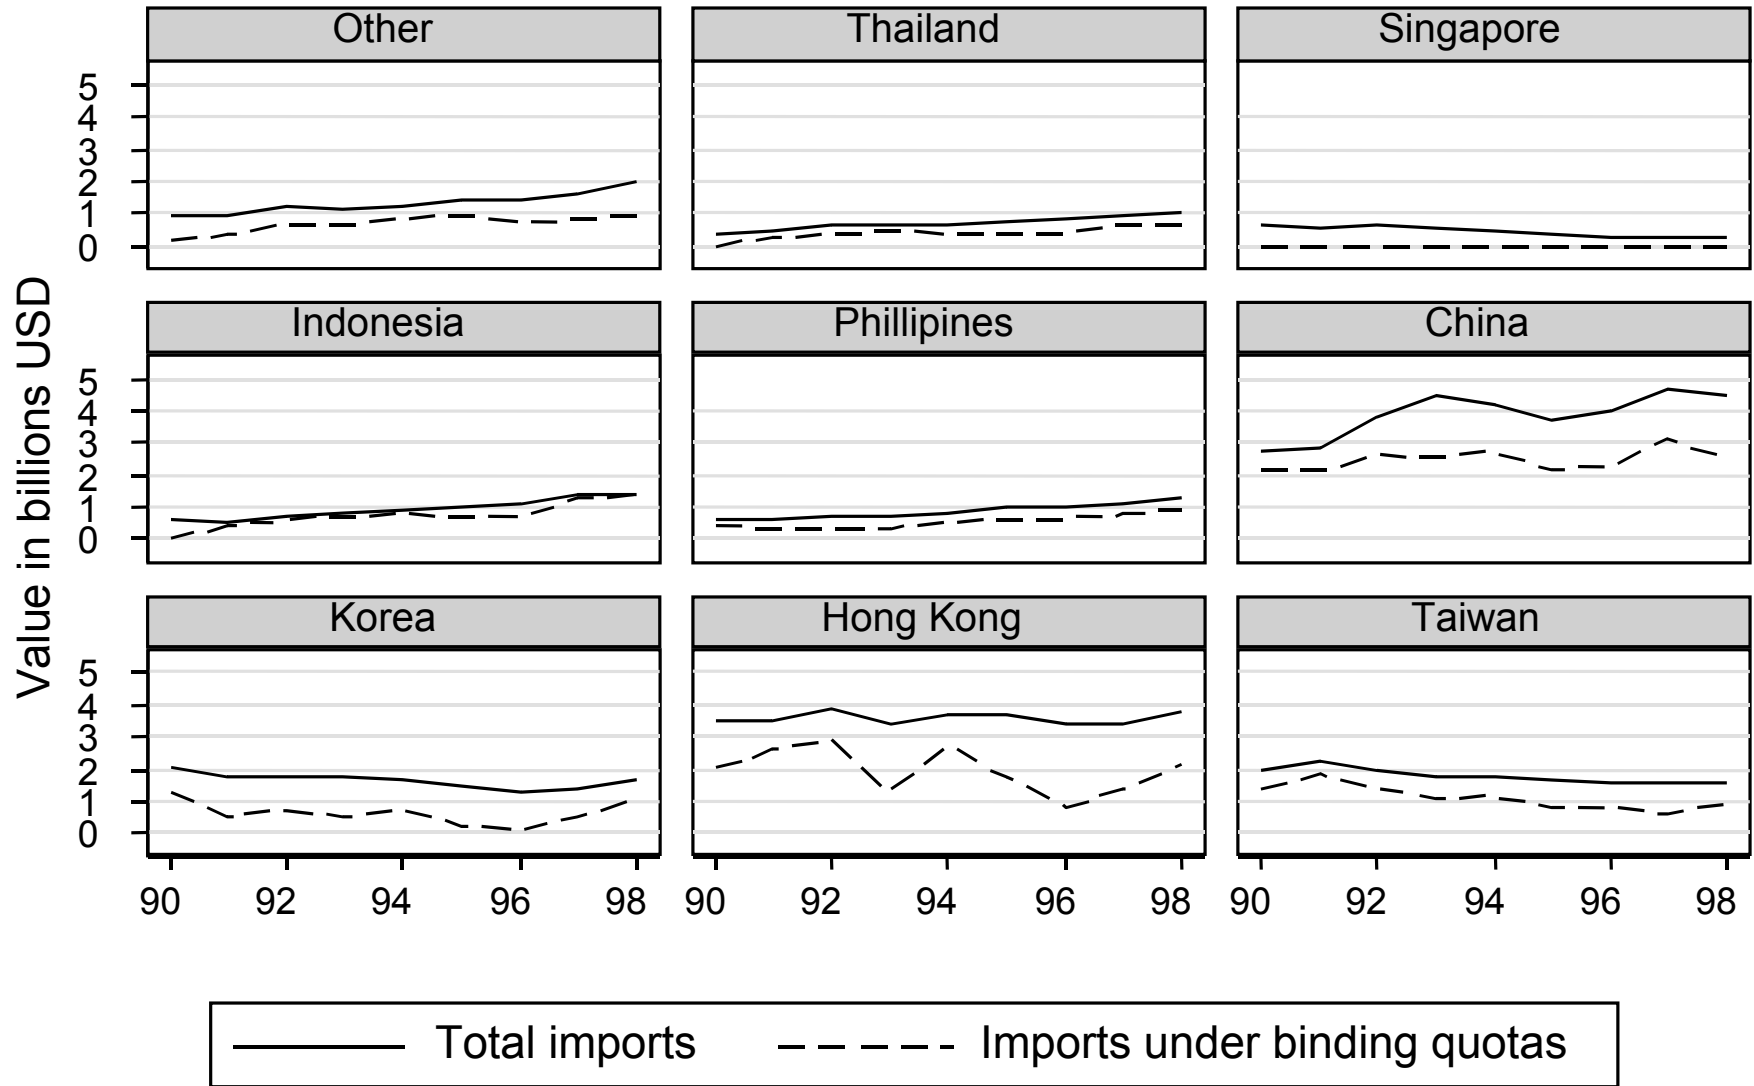 Other
Thailand
Singapore
5
4
3
2
1
0
Indonesia
Phillipines
China
5
4
3
2
1
0
Value in billions USD
Korea
Hong Kong
Taiwan
5
4
3
2
1
0
90 92 94 96 98
90 92 94 96 98
90 92 94 96 98
Total imports
Imports under binding quotas